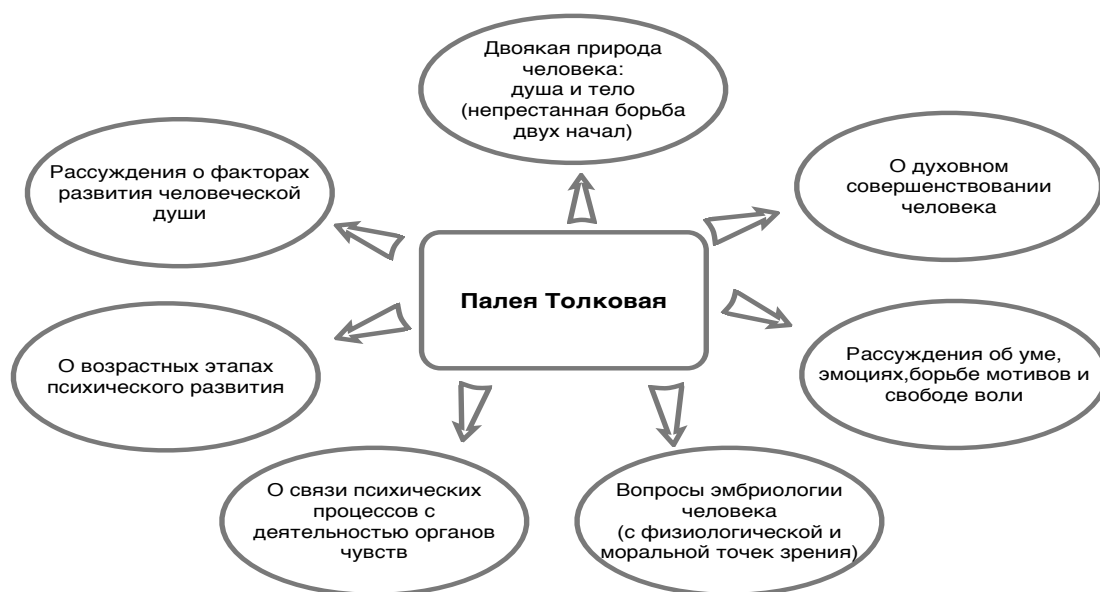 Двоякая природа
человека:
душа и тело
(непрестанная борьба
двух начал)
Рассуждения о факторах
развития человеческой
души
О духовном
совершенствовании
человека
Палея Толковая
О возрастных этапах
психического развития
Рассуждения об уме,
эмоциях,борьбе мотивов и
свободе воли
О связи психических
процессов с
деятельностью органов
чувств
Вопросы эмбриологии
человека
(с физиологической и
моральной точек зрения)